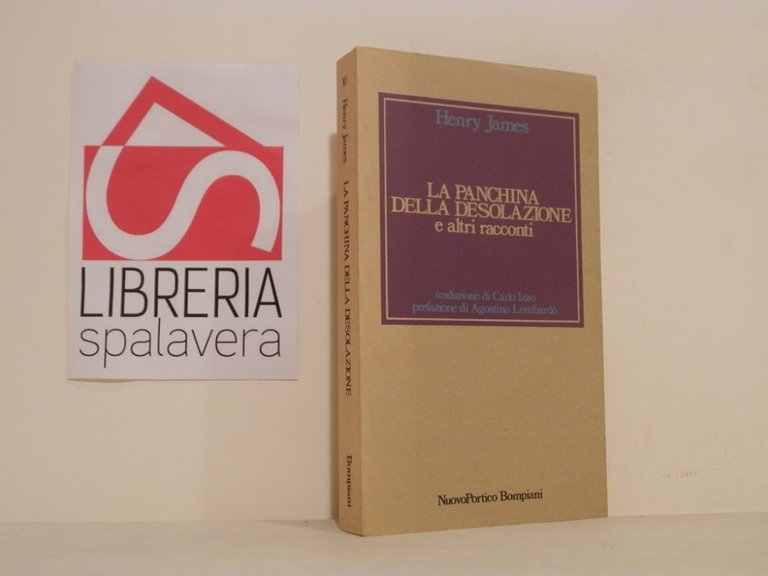 LIBRERIA
spalavera
Henry James
LA PANCHINA DELLA DESOLAZIONE
Bompiani
Henry James
LA PANCHINA
DELLA DESOLAZIONE
e altri racconti
traduzione di Carlo Izzo
prefazione di Agostino Lombardo
NuovoPortico Bompiani